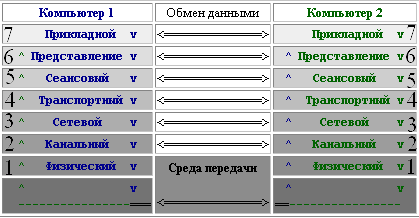 Компьютер 1 Обмен данными Компьютер 2
7 Прикладной v Прикладной v 7
6 ^ Представление v ^ Представление v 6
5 ^ Сеансовий v ^ Сеансовый v 5
4 ^ Транспортный v ^ Транспортный v 4
3 ^ Сетевой v ^ Сетевой v 3
2 ^ Канальный v ^ Канальный v 2
1 ^ Физический v Среда передачи ^ Физический v 1
^ v ^ v